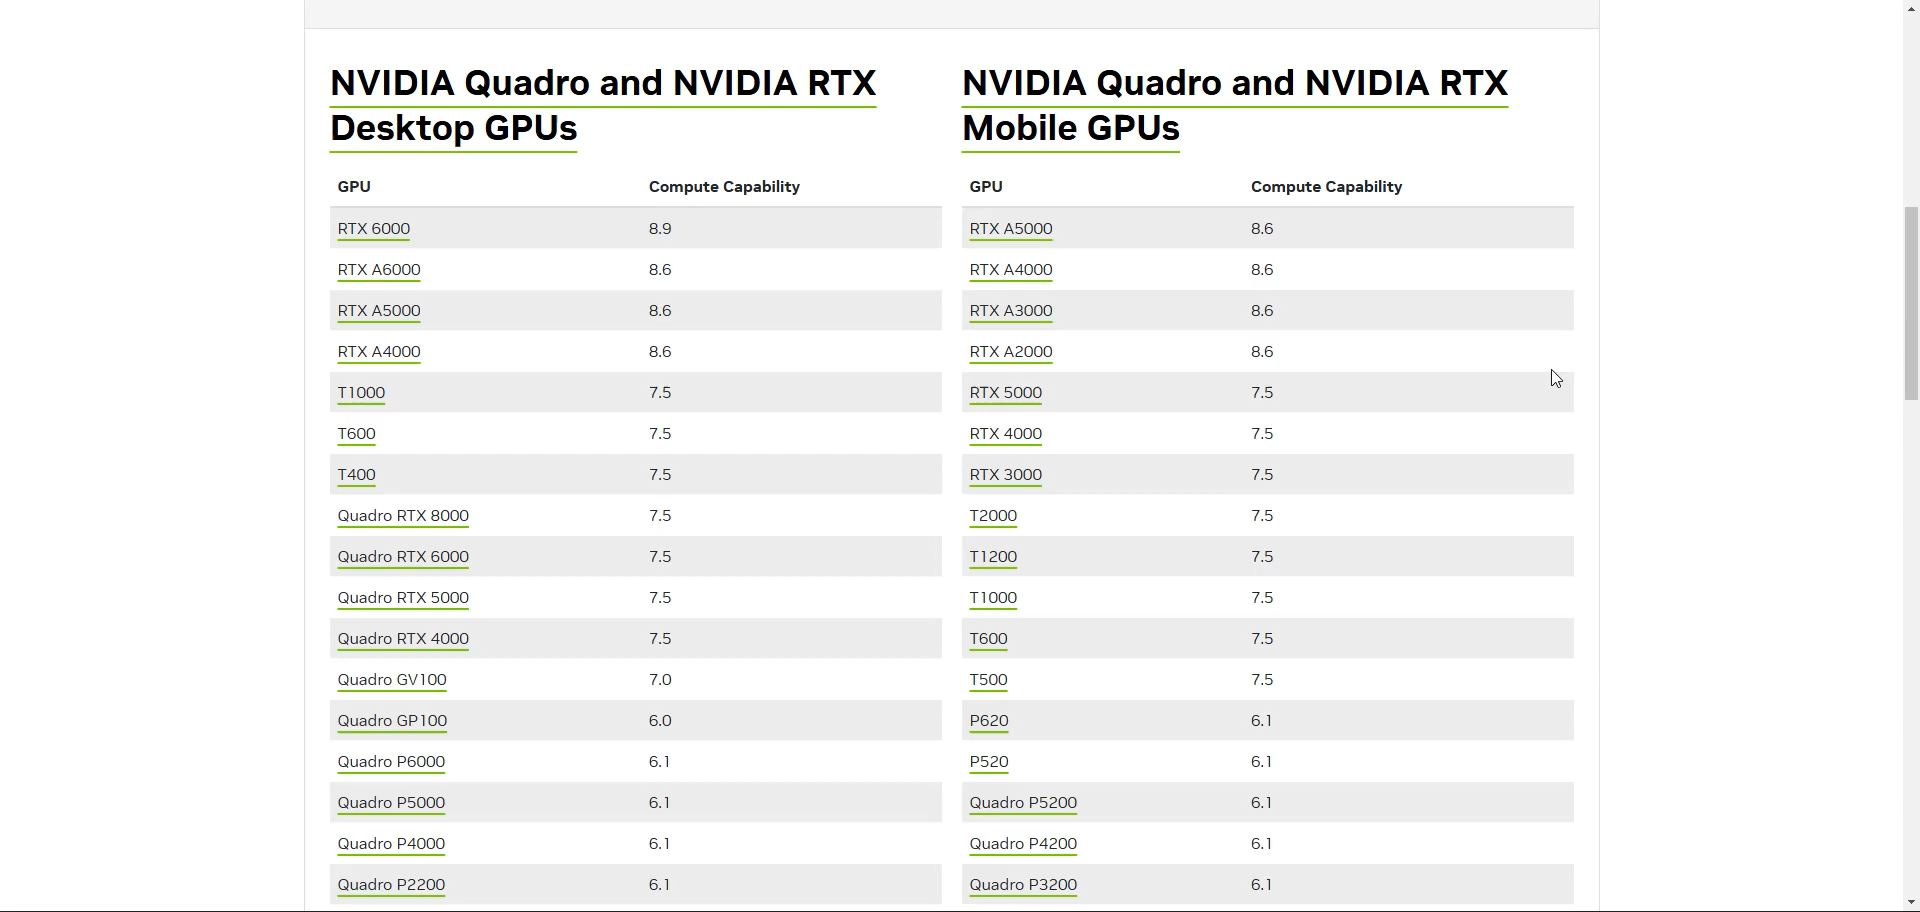 NVIDIA Quadro and NVIDIA RTX
Desktop GPUs
GPU Compute Capability
RTX 6000 8.9
RTX A6000 8.6
RTX A5000 8.6
RTX A4000 8.6
T1000 7.5
T600 7.5
T400 7.5
Quadro RTX 8000 7.5
Quadro RTX 6000 7.5
Quadro RTX 5000 7.5
Quadro RTX 4000 7.5
Quadro GV100 7.0
Quadro GP100 6.0
Quadro P6000 6.1
Quadro P5000 6.1
Quadro P4000 6.1
Quadro P2200 6.1
NVIDIA Quadro and NVIDIA RTX
Mobile GPUs
GPU Compute Capability
RTX A5000 8.6
RTX A4000 8.6
RTX A3000 8.6
RTX A2000 8.6
RTX 5000 7.5
RTX 4000 7.5
RTX 3000 7.5
T2000 7.5
T1200 7.5
T1000 7.5
T600 7.5
T500 7.5
P620 6.1
P520 6.1
Quadro P5200 6.1
Quadro P4200 6.1
Quadro P3200 6.1